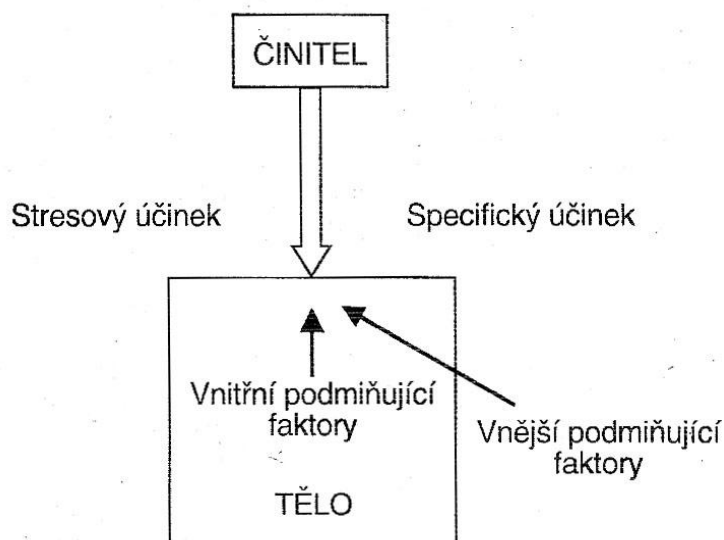 ČINITEL
Stresový účinek
Specifický účinek
Vnitřní podmiňující
faktory
Vnější podmiňující
faktory
TĚLO